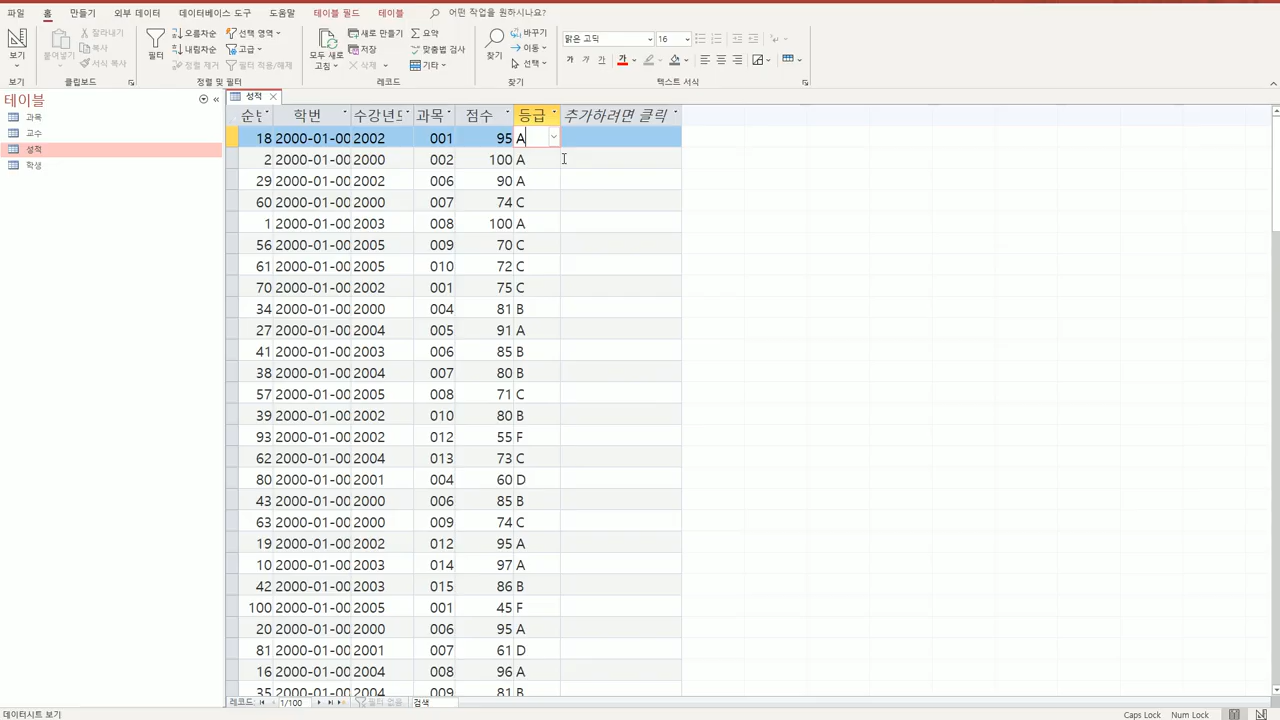 파일 홈 만들기 외부 데이터 데이터베이스 도구 도움말 테이블 필드 테이블 어떤 작업을 원하시나요?
보기 붙여넣기 잘라내기 복사 서식 복사 필터 오름차순 내림차순 정렬 제거 선택 영역 고급 필터 적용/해제 모두 새로 고침 새로 만들기 저장 삭제 요약 맞춤법 검사 기타 찾기 바꾸기 이동 선택 맑은 고딕 16
가 가 가 가
보기 클립보드 정렬 및 필터 레코드 찾기 텍스트 서식
테이블
과목
교수
성적
학생
성적
학번 수강년도 과목 점수 등급 추가하려면 클릭
18 2000-01-00 2002 001 95 A
2 2000-01-00 2000 002 100 A
29 2000-01-00 2002 006 90 A
60 2000-01-00 2000 007 74 C
1 2000-01-00 2003 008 100 A
56 2000-01-00 2005 009 70 C
61 2000-01-00 2005 010 72 C
70 2000-01-00 2002 001 75 C
34 2000-01-00 2000 004 81 B
27 2000-01-00 2004 005 91 A
41 2000-01-00 2003 006 85 B
38 2000-01-00 2004 007 80 B
57 2000-01-00 2005 008 71 C
39 2000-01-00 2002 010 80 B
93 2000-01-00 2002 012 55 F
62 2000-01-00 2004 013 73 C
80 2000-01-00 2001 004 60 D
43 2000-01-00 2000 006 85 B
63 2000-01-00 2000 009 74 C
19 2000-01-00 2002 012 95 A
10 2000-01-00 2003 014 97 A
42 2000-01-00 2003 015 86 B
100 2000-01-00 2005 001 45 F
20 2000-01-00 2000 006 95 A
81 2000-01-00 2001 007 61 D
16 2000-01-00 2004 008 96 A
35 2000-01-00 2004 009 81 B
레코드: 1/100 필터 없음 검색
데이터시트 보기 Caps Lock Num Lock